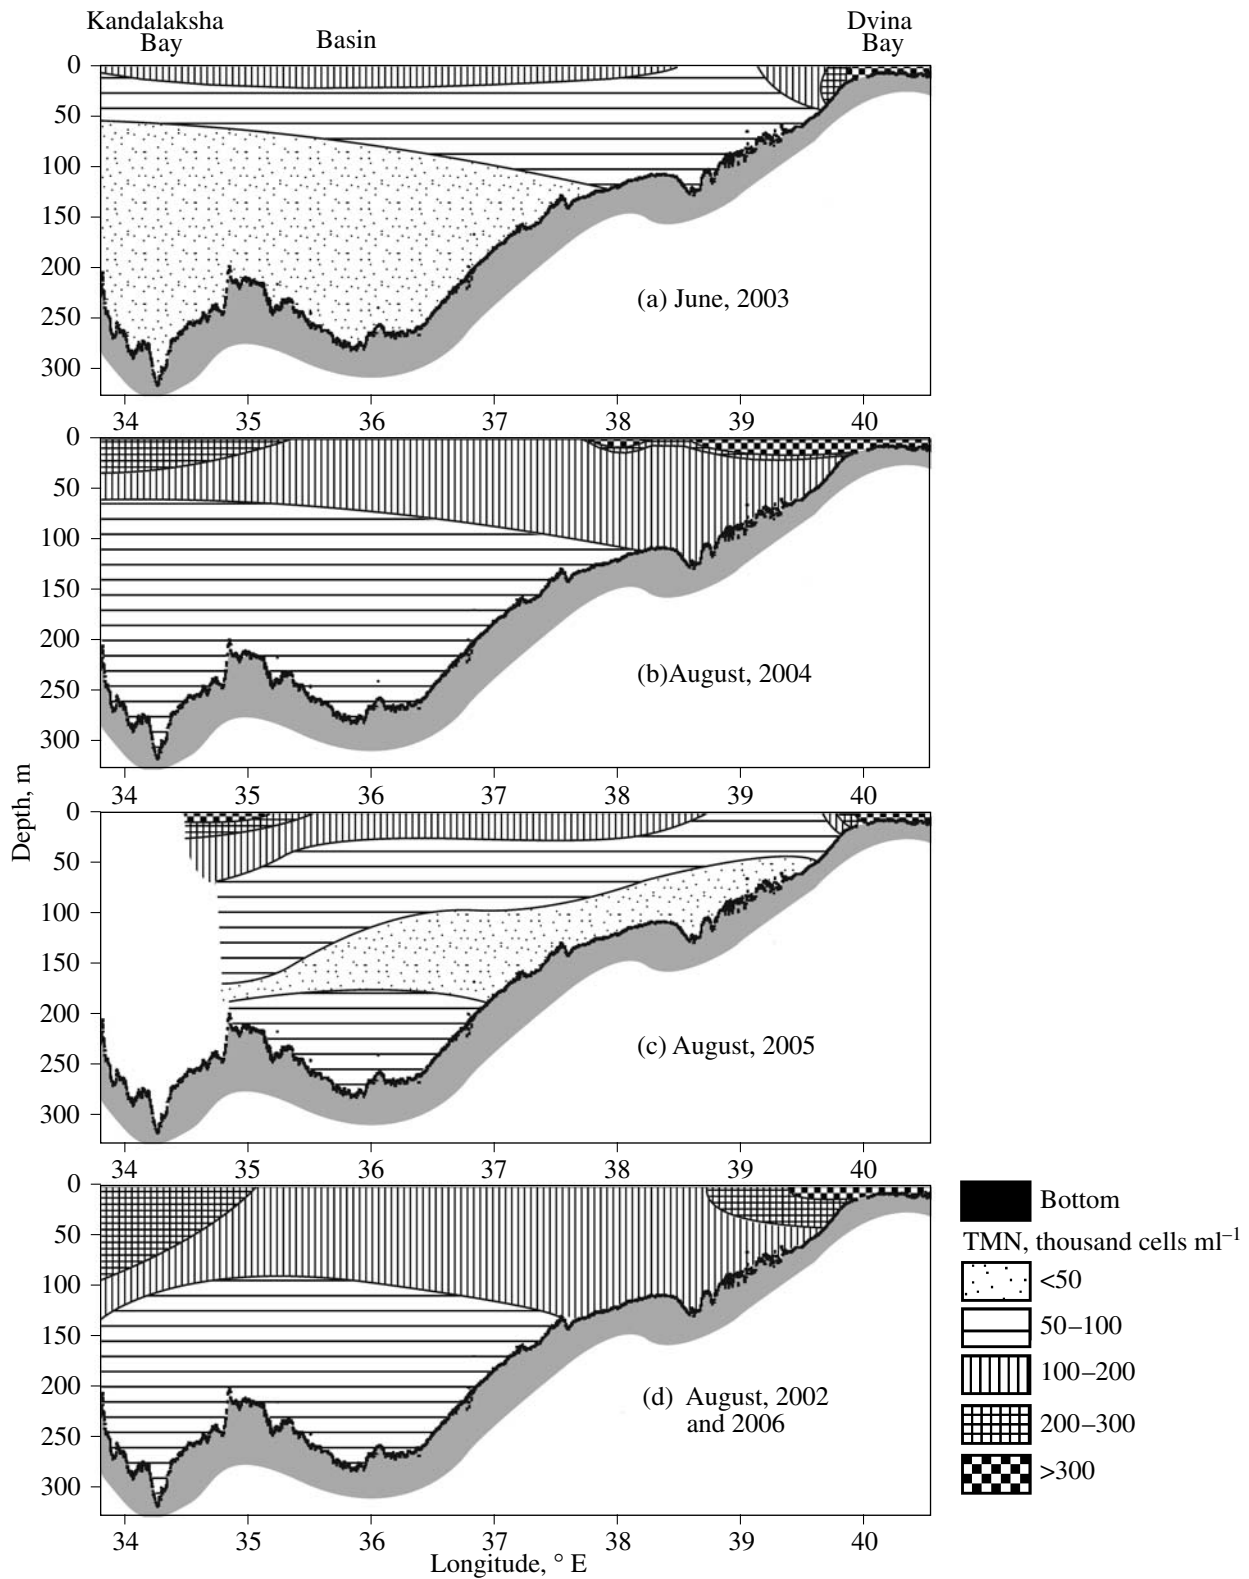 Kandalaksha
Bay
Basin
Dvina
Bay
0
50
100
150
200
250
300
(a) June, 2003
34 35 36 37 38 39 40
0
50
100
150
200
250
300
(b)August, 2004
34 35 36 37 38 39 40
Depth, m
0
50
100
150
200
250
300
(c) August, 2005
34 35 36 37 38 39 40
0
50
100
150
200
250
300
(d) August, 2002
and 2006
34 35 36 37 38 39 40
Longitude, ° E
Bottom
TMN, thousand cells ml⁻¹
<50
50–100
100–200
200–300
>300